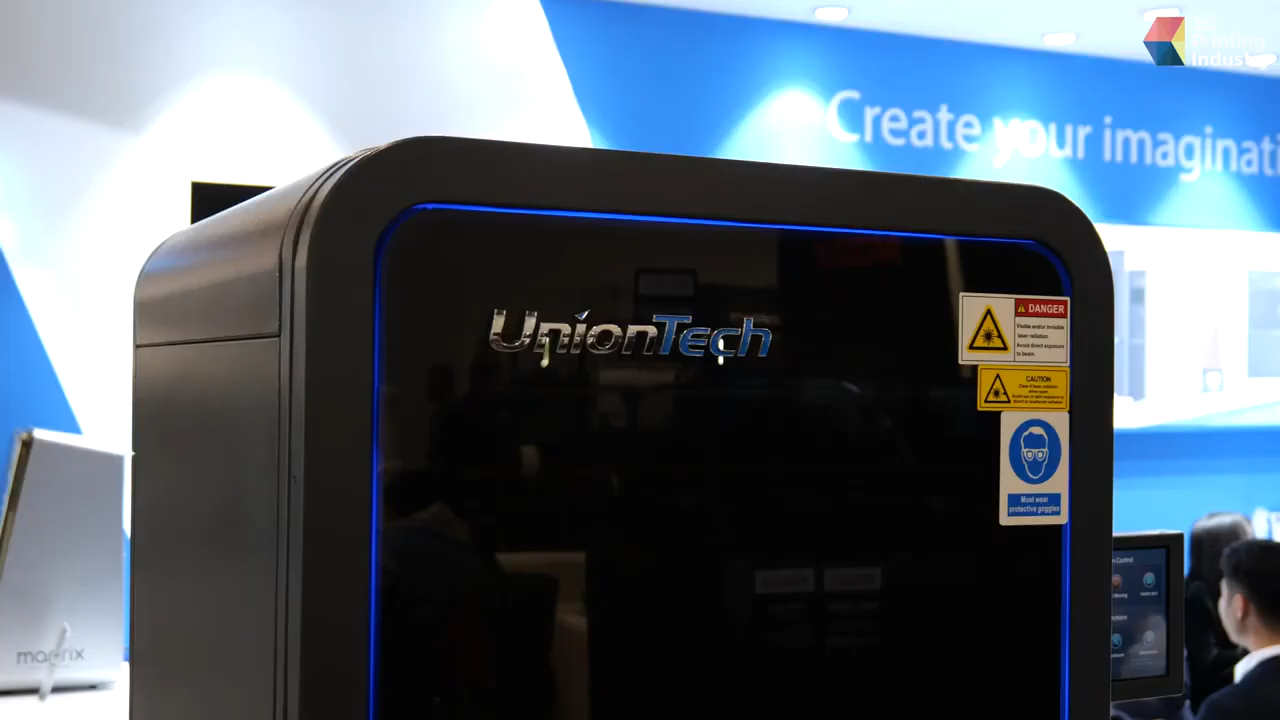 3D
Printing
Industry
Create your imaginati
UnionTech
DANGER
Visible and/or invisible
laser radiation.
Avoid direct exposure
to beam.
CAUTION
Must wear
protective goggles
Control